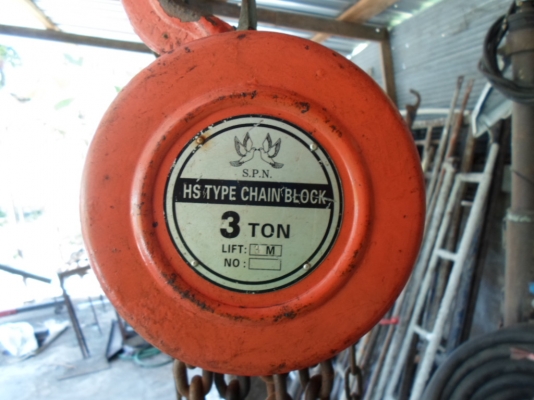 S.P.N.
HS TYPE CHAIN BLOCK
3 TON
LIFT: M
NO :